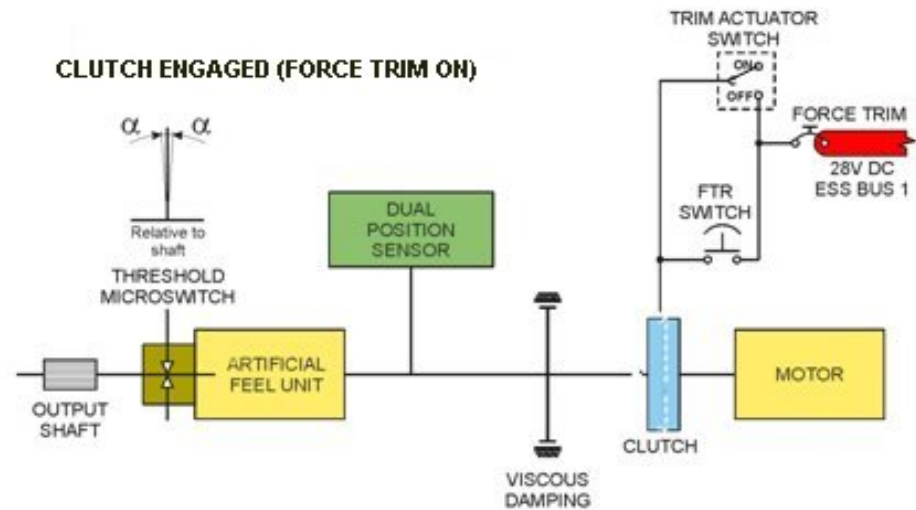 TRIM ACTUATOR
SWITCH
CLUTCH ENGAGED (FORCE TRIM ON)
ON
OFF
FORCE TRIM
28V DC
ESS BUS 1
α α
Relative to
shaft
THRESHOLD
MICROSWITCH
DUAL
POSITION
SENSOR
FTR
SWITCH
ARTIFICIAL
FEEL UNIT
MOTOR
OUTPUT
SHAFT
CLUTCH
VISCOUS
DAMPING